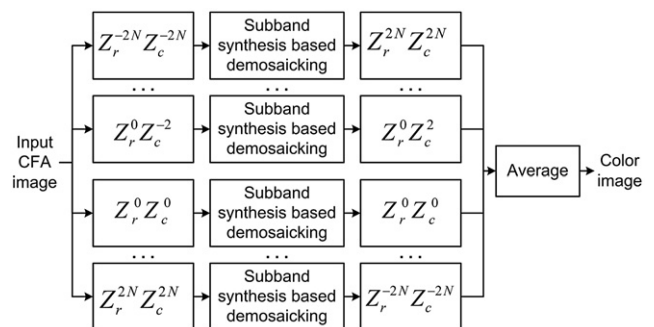 Input
CFA
image
Z_r^{-2N} Z_c^{-2N}
Subband
synthesis based
demosaicking
Z_r^{2N} Z_c^{2N}
... ... ...
Z_r^0 Z_c^{-2}
Subband
synthesis based
demosaicking
Z_r^0 Z_c^2
Z_r^0 Z_c^0
Subband
synthesis based
demosaicking
Z_r^0 Z_c^0
... ... ...
Z_r^{2N} Z_c^{2N}
Subband
synthesis based
demosaicking
Z_r^{-2N} Z_c^{-2N}
Average
Color
image